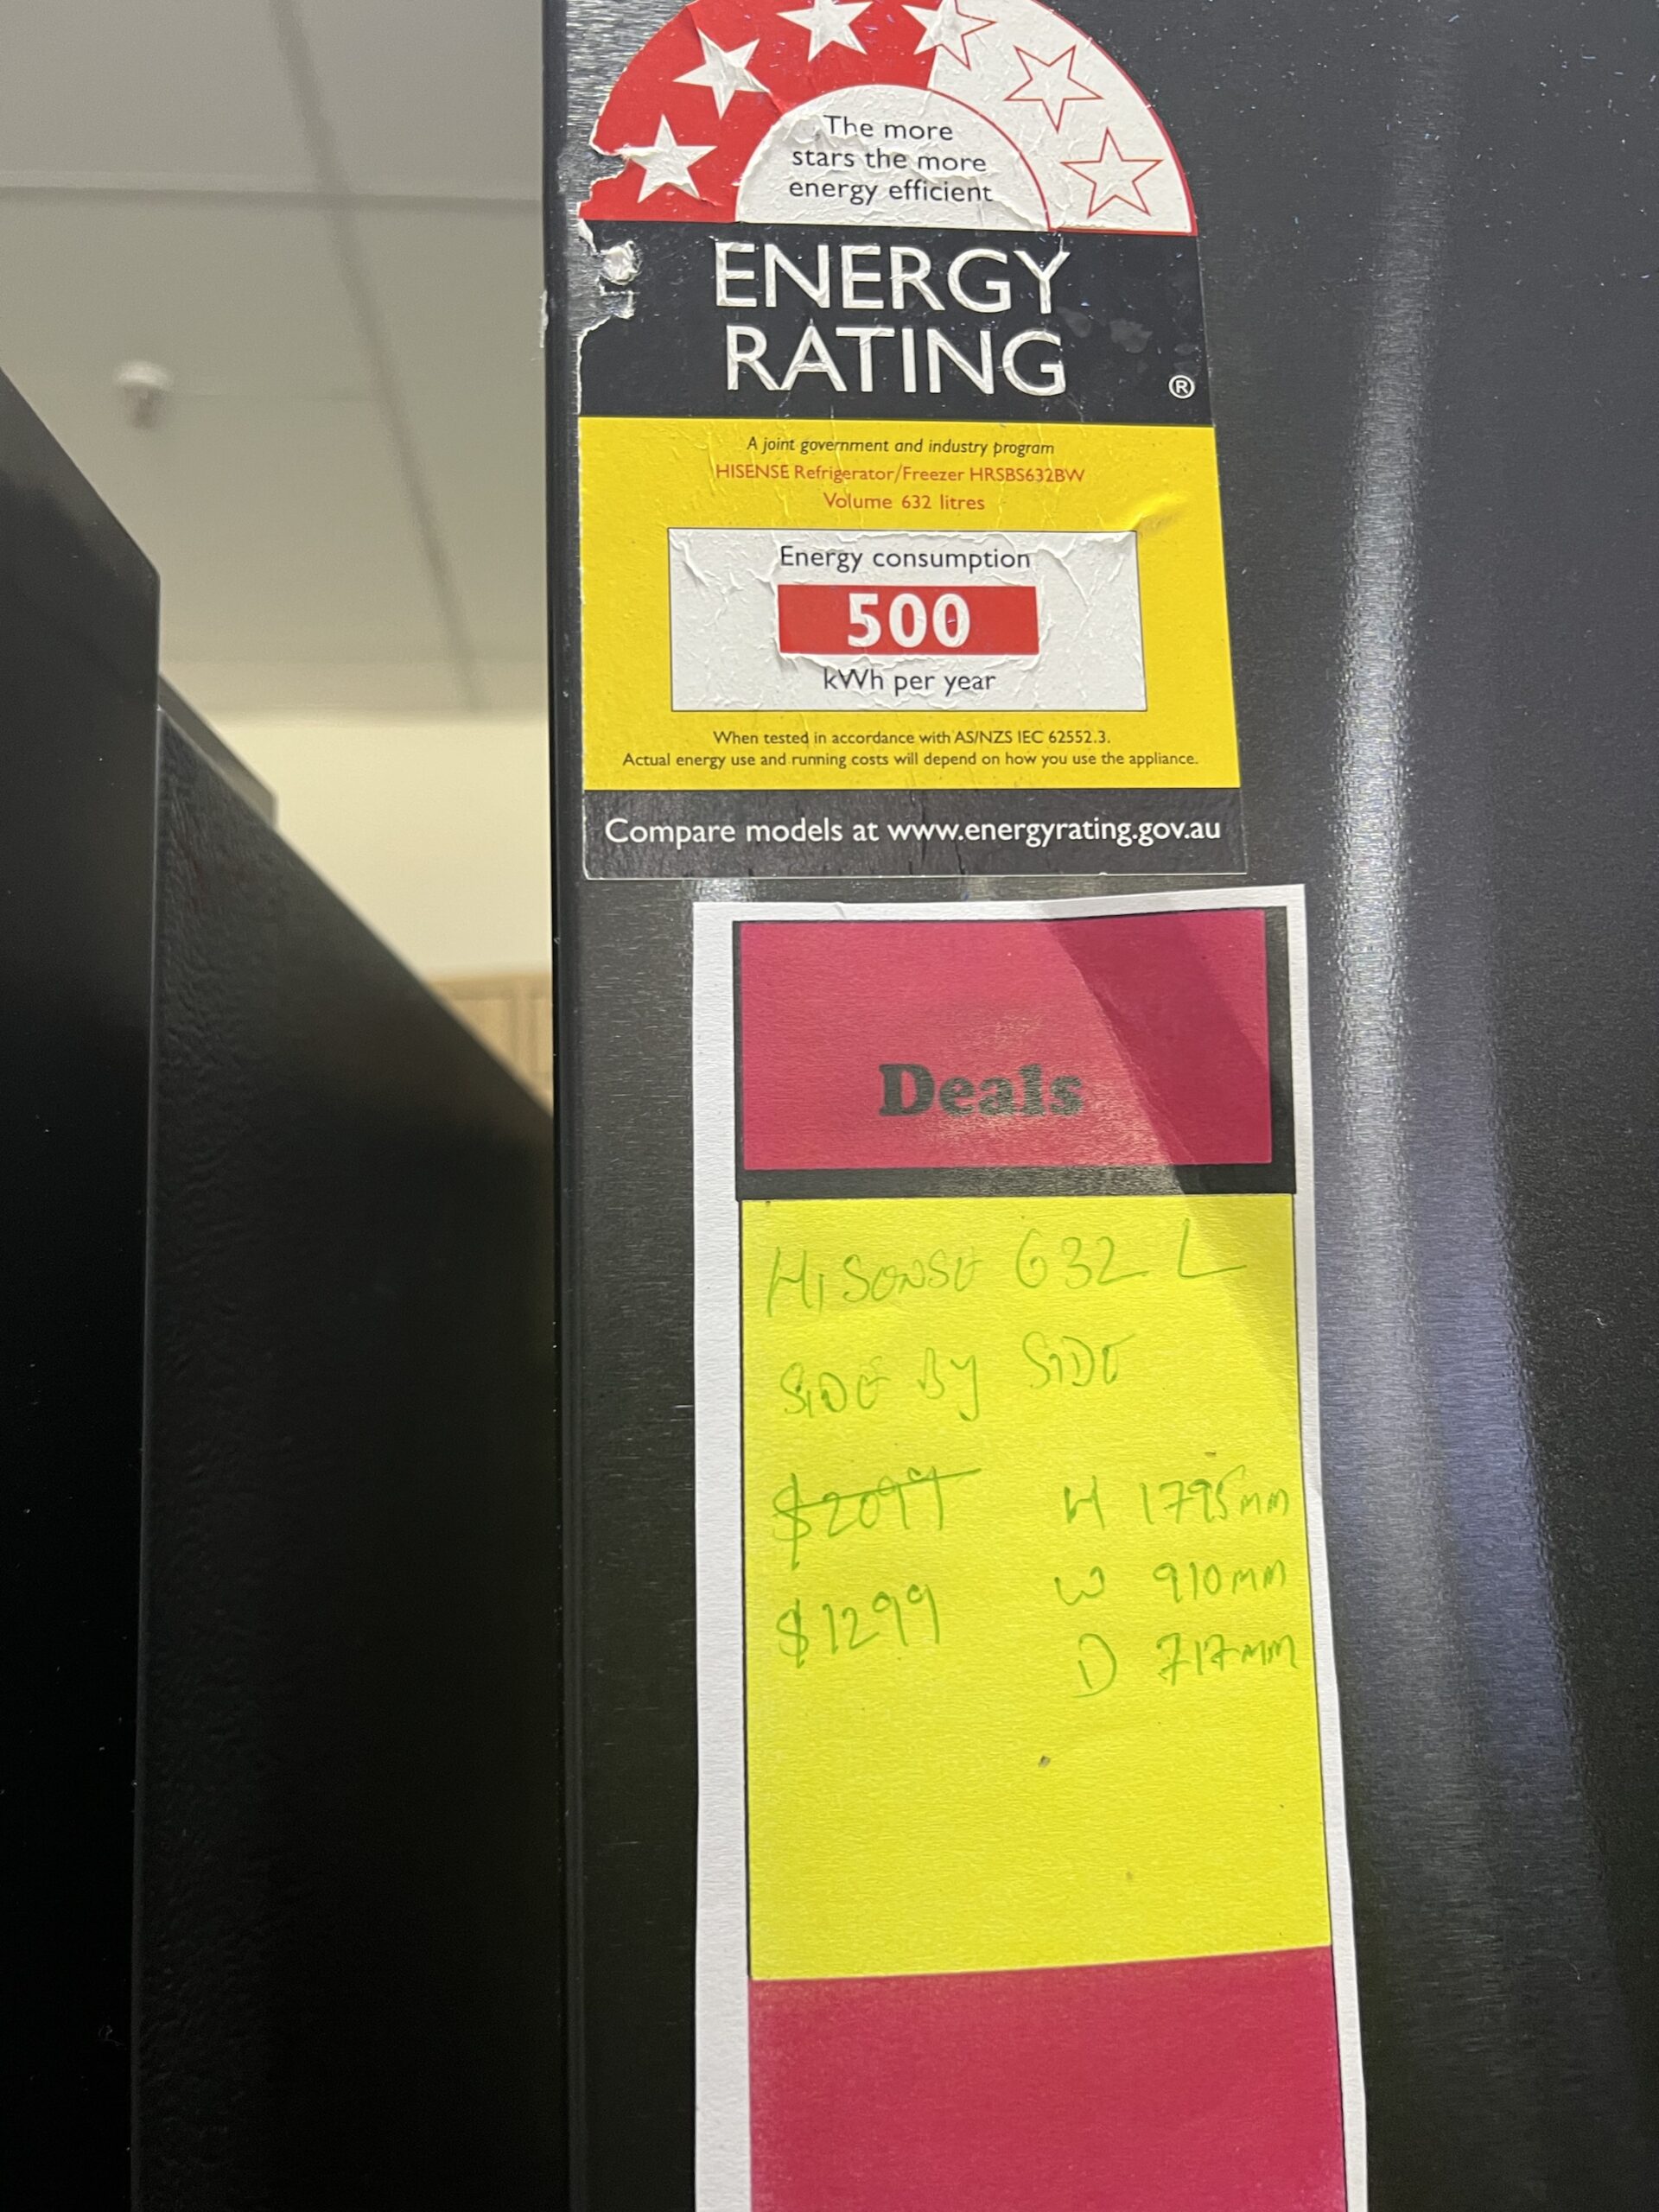 The more
stars the more
energy efficient
ENERGY
RATING
®
A joint government and industry program
HISENSE Refrigerator/Freezer HRSBS632BW
Volume 632 litres
Energy consumption
500
kWh per year
When tested in accordance with AS/NZS IEC 62552.3.
Actual energy use and running costs will depend on how you use the appliance.
Compare models at www.energyrating.gov.au
Deals
HISENSE 632 L
SIDE BY SIDE
$2099 H 1795mm
$1299 W 910mm
D 717mm